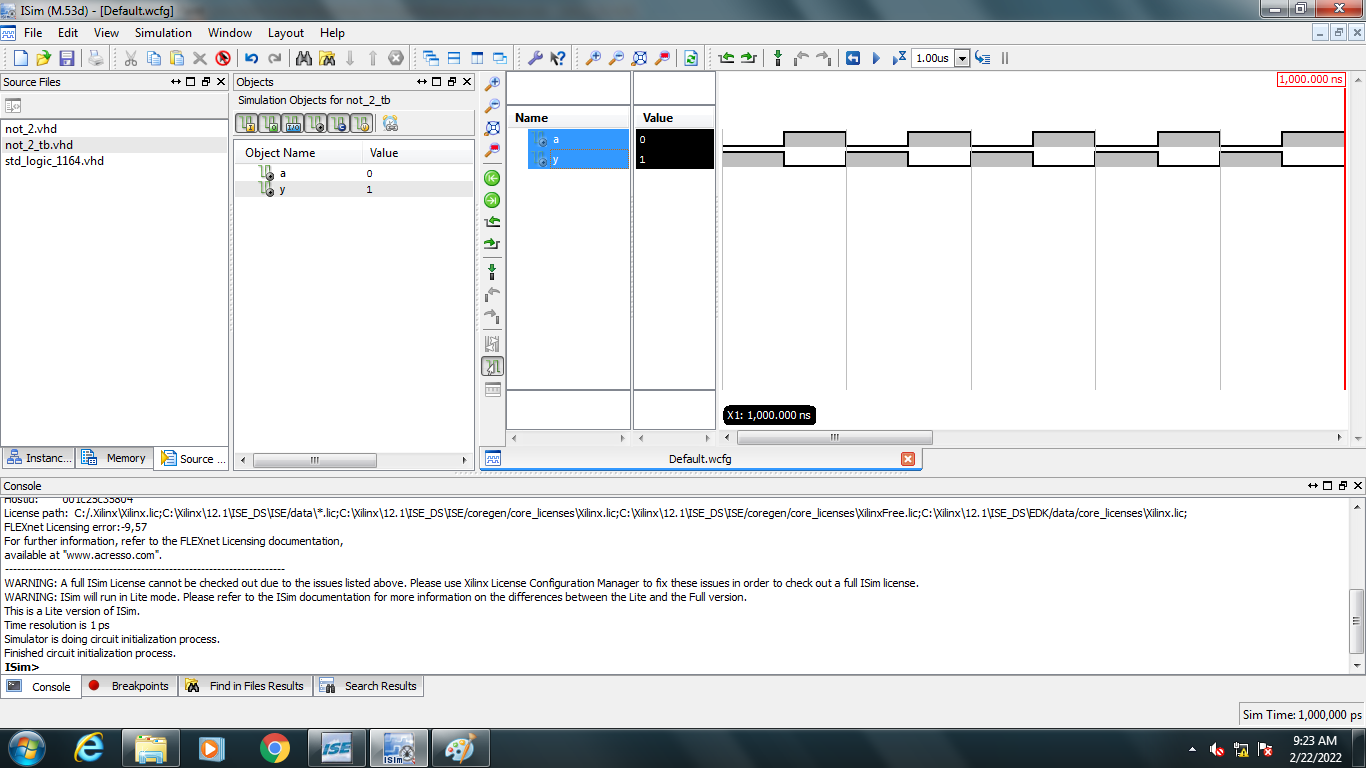 ISim (M.53d) - [Default.wcfg]
File Edit View Simulation Window Layout Help
1.00us
Source Files
not_2.vhd
not_2_tb.vhd
std_logic_1164.vhd
Instanc... Memory Source ...
Objects
Simulation Objects for not_2_tb
Object Name Value
a 0
y 1
Name Value
a 0
y 1
1,000.000 ns
X1: 1,000.000 ns
Default.wcfg
Console
HostId: 001c25c35804
License path: C:/.Xilinx\Xilinx.lic;C:\Xilinx\12.1\ISE_DS\ISE/data\*.lic;C:\Xilinx\12.1\ISE_DS\ISE/coregen/core_licenses\Xilinx.lic;C:\Xilinx\12.1\ISE_DS\ISE/coregen/core_licenses\XilinxFree.lic;C:\Xilinx\12.1\ISE_DS\EDK/data/core_licenses\Xilinx.lic;
FLEXnet Licensing error:-9,57
For further information, refer to the FLEXnet Licensing documentation,
available at "www.acresso.com".
----------------------------------------------------------------------
WARNING: A full ISim License cannot be checked out due to the issues listed above. Please use Xilinx License Configuration Manager to fix these issues in order to check out a full ISim license.
WARNING: ISim will run in Lite mode. Please refer to the ISim documentation for more information on the differences between the Lite and the Full version.
This is a Lite version of ISim.
Time resolution is 1 ps
Simulator is doing circuit initialization process.
Finished circuit initialization process.
ISim>
Console Breakpoints Find in Files Results Search Results
Sim Time: 1,000,000 ps
ISE ISim
9:23 AM
2/22/2022